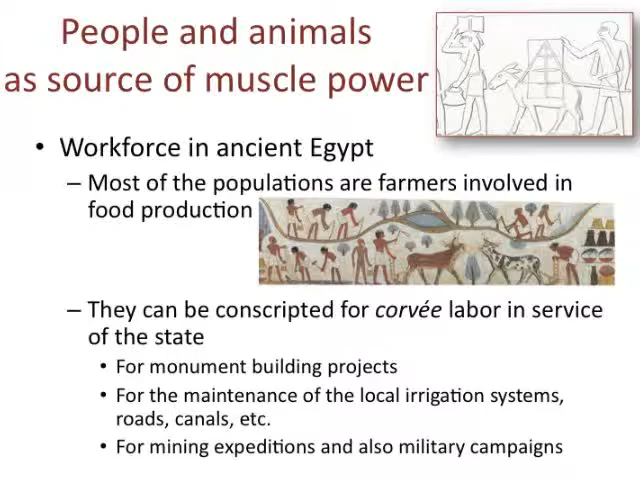 People and animals
as source of muscle power
• Workforce in ancient Egypt
– Most of the populations are farmers involved in
food production
– They can be conscripted for corvée labor in service
of the state
• For monument building projects
• For the maintenance of the local irrigation systems,
roads, canals, etc.
• For mining expeditions and also military campaigns